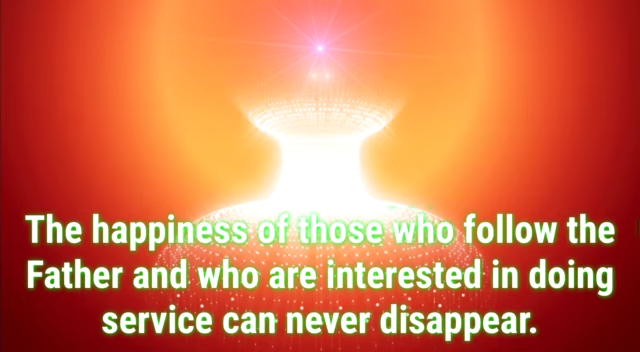 The happiness of those who follow the
Father and who are interested in doing
service can never disappear.